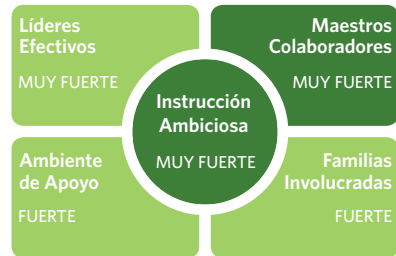 Líderes
Efectivos
MUY FUERTE
Maestros
Colaboradores
MUY FUERTE
Instrucción
Ambiciosa
MUY FUERTE
Ambiente
de Apoyo
FUERTE
Familias
Involucradas
FUERTE